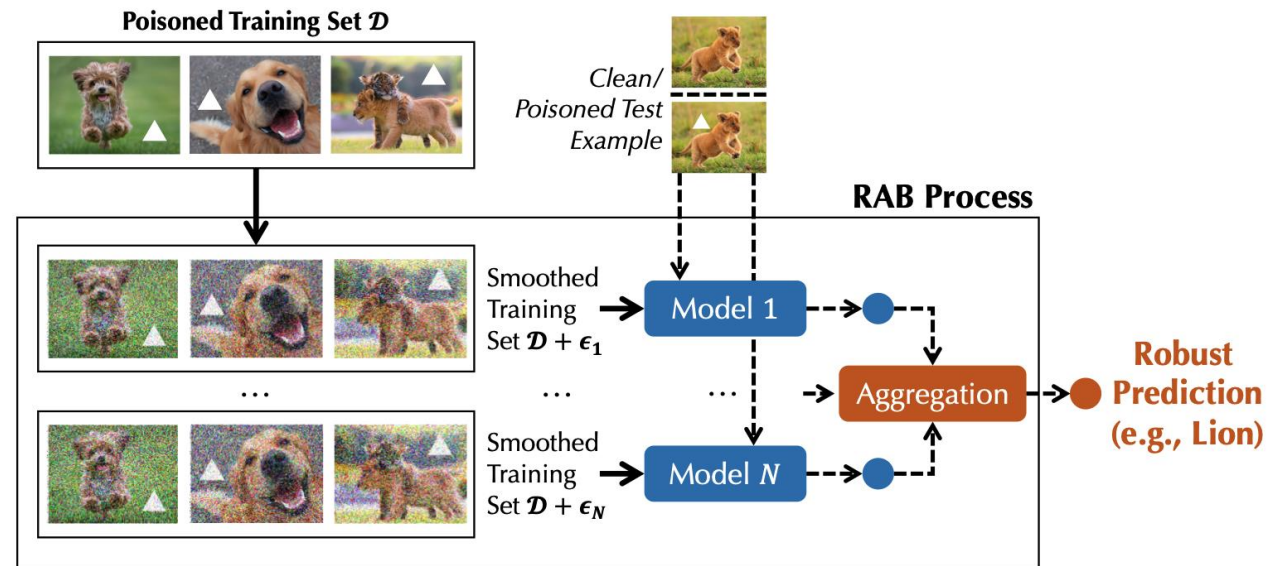 Poisoned Training Set 𝓓
Clean/
Poisoned Test
Example
RAB Process
Smoothed
Training
Set 𝓓 + ϵ₁
Model 1
...
...
...
Aggregation
Robust
Prediction
(e.g., Lion)
Smoothed
Training
Set 𝓓 + ϵ_N
Model N